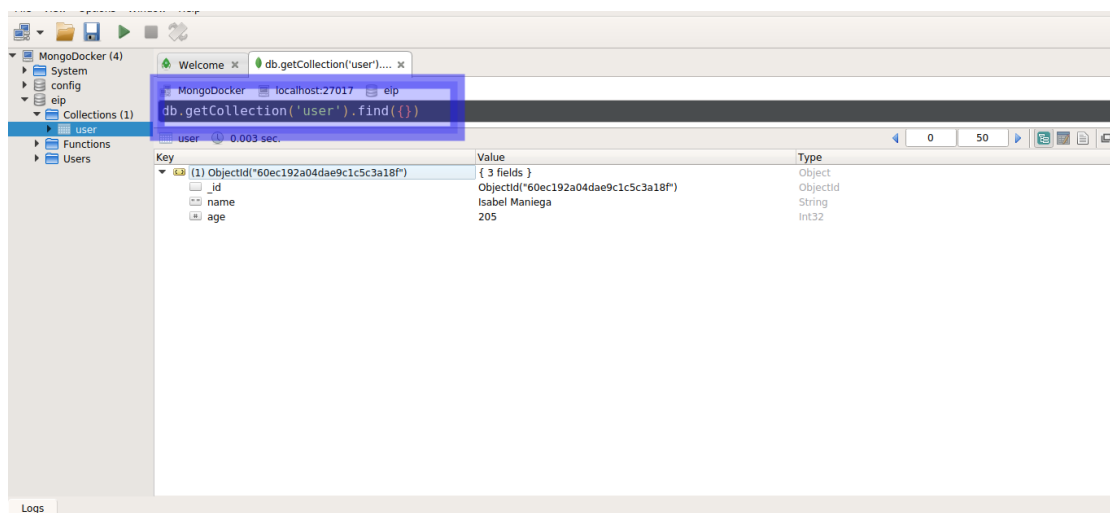 MongoDocker (4)
System
config
eip
Collections (1)
user
Functions
Users
Welcome
db.getCollection('user')....
MongoDocker localhost:27017 eip
db.getCollection('user').find({})
user 0.003 sec.
0 50
Key Value Type
(1) ObjectId("60ec192a04dae9c1c5c3a18f") { 3 fields } Object
_id ObjectId("60ec192a04dae9c1c5c3a18f") ObjectId
name Isabel Maniega String
age 205 Int32
Logs